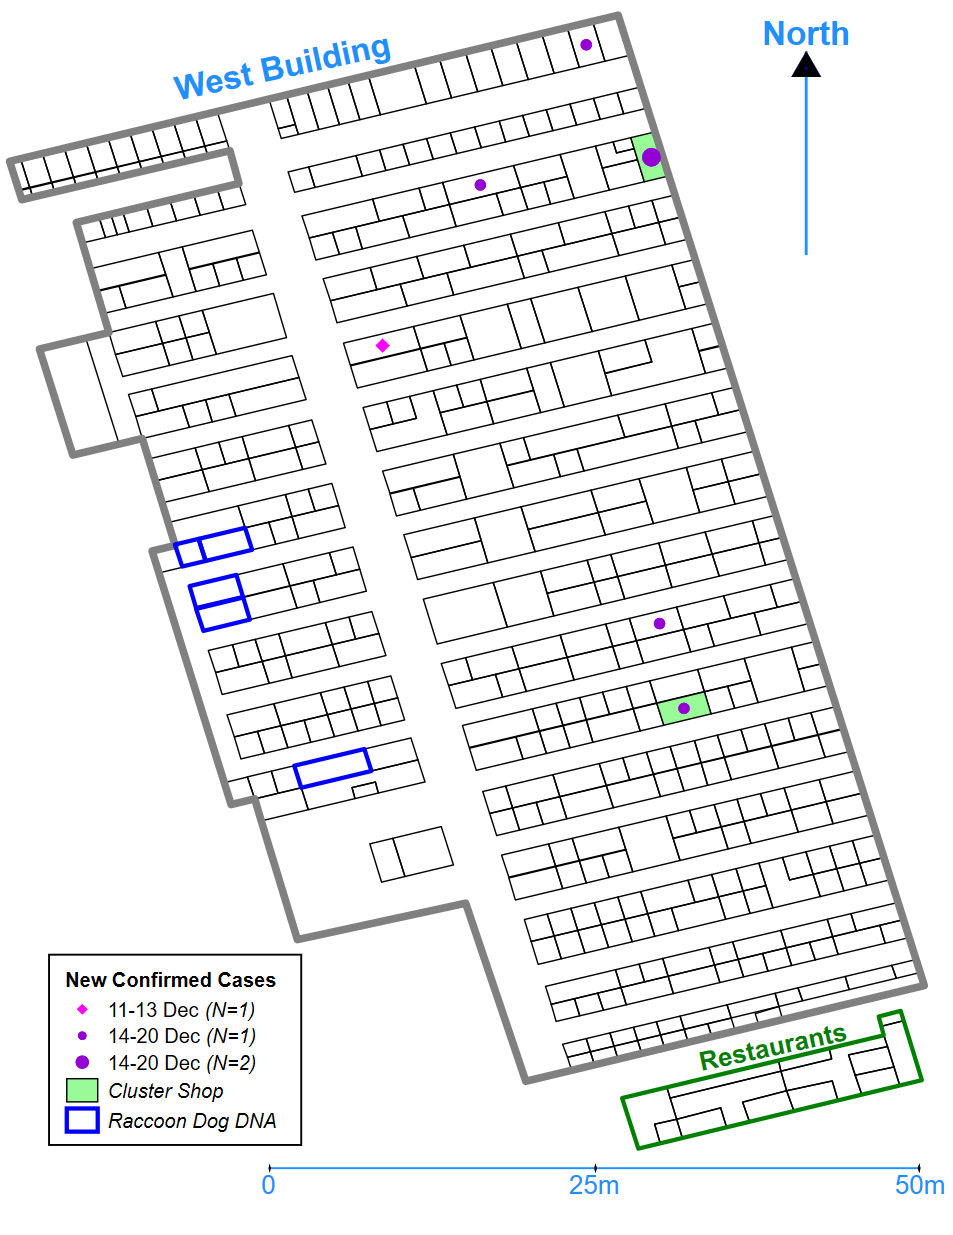 West Building
North
New Confirmed Cases
11-13 Dec (N=1)
14-20 Dec (N=1)
14-20 Dec (N=2)
Cluster Shop
Raccoon Dog DNA
Restaurants
0
25m
50m